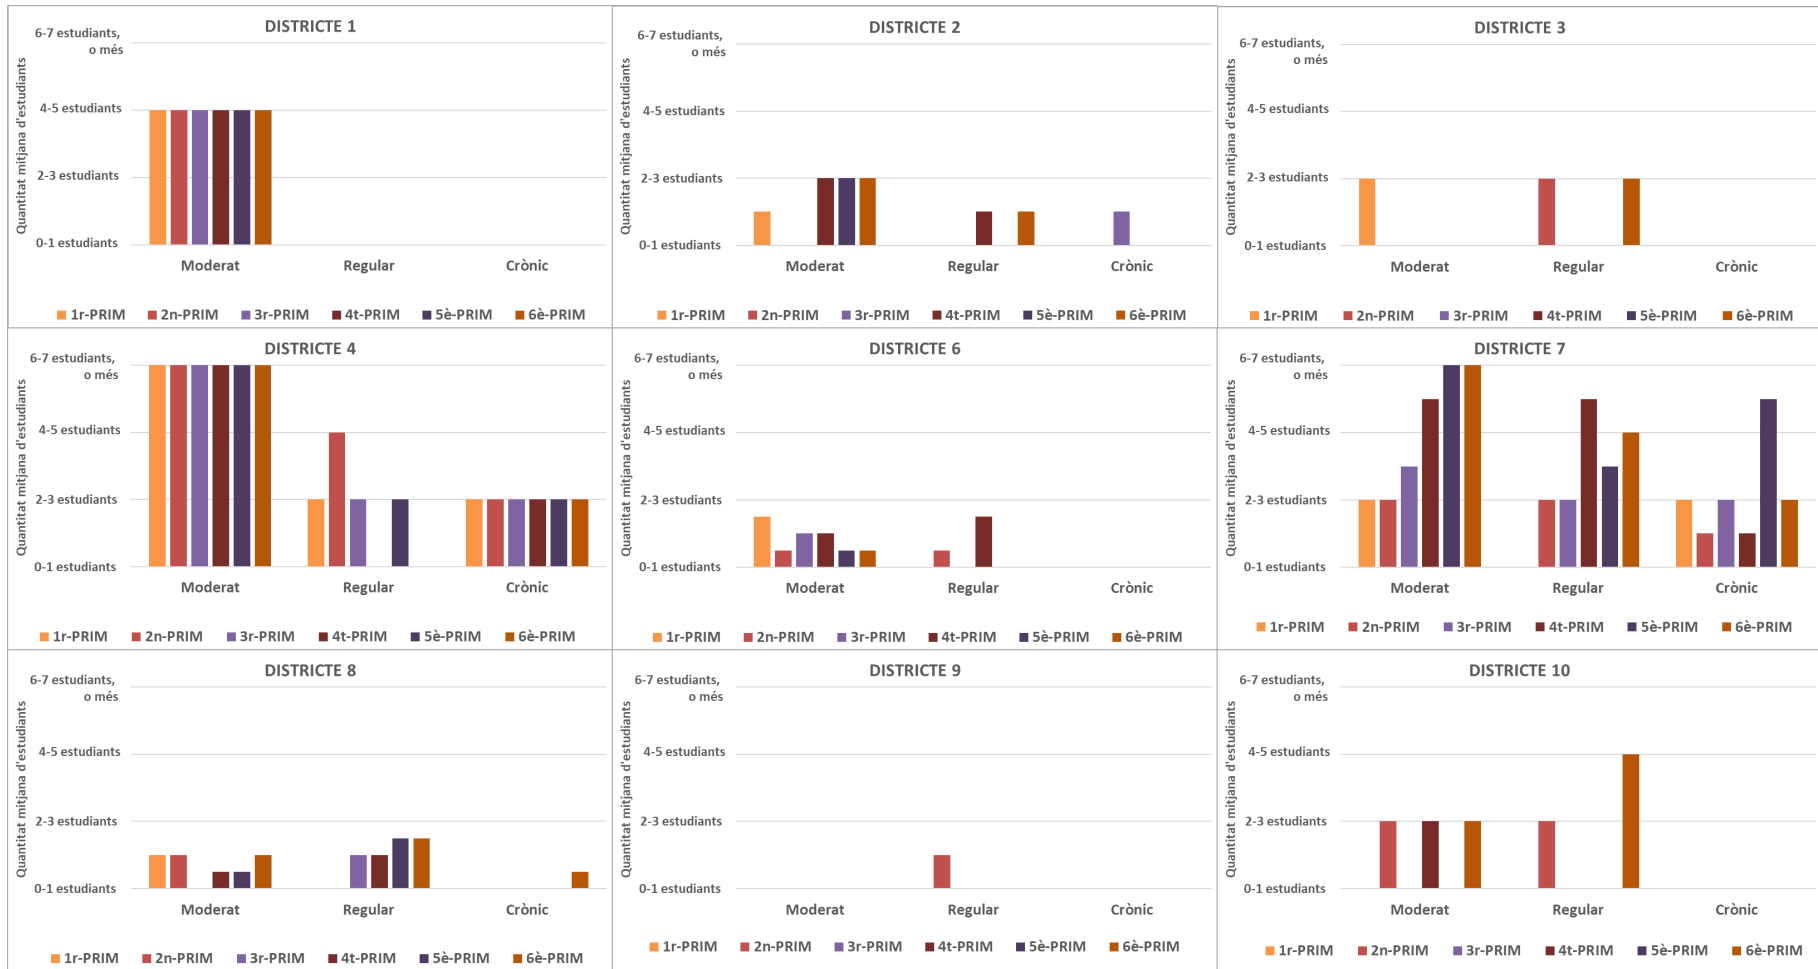 DISTRICTE 1
Quantitat mitjana d'estudiants
6-7 estudiants,
o més
4-5 estudiants
2-3 estudiants
0-1 estudiants
Moderat Regular Crònic
1r-PRIM 2n-PRIM 3r-PRIM 4t-PRIM 5è-PRIM 6è-PRIM
DISTRICTE 2
Quantitat mitjana d'estudiants
6-7 estudiants,
o més
4-5 estudiants
2-3 estudiants
0-1 estudiants
Moderat Regular Crònic
1r-PRIM 2n-PRIM 3r-PRIM 4t-PRIM 5è-PRIM 6è-PRIM
DISTRICTE 3
Quantitat mitjana d'estudiants
6-7 estudiants,
o més
4-5 estudiants
2-3 estudiants
0-1 estudiants
Moderat Regular Crònic
1r-PRIM 2n-PRIM 3r-PRIM 4t-PRIM 5è-PRIM 6è-PRIM
DISTRICTE 4
Quantitat mitjana d'estudiants
6-7 estudiants,
o més
4-5 estudiants
2-3 estudiants
0-1 estudiants
Moderat Regular Crònic
1r-PRIM 2n-PRIM 3r-PRIM 4t-PRIM 5è-PRIM 6è-PRIM
DISTRICTE 6
Quantitat mitjana d'estudiants
6-7 estudiants,
o més
4-5 estudiants
2-3 estudiants
0-1 estudiants
Moderat Regular Crònic
1r-PRIM 2n-PRIM 3r-PRIM 4t-PRIM 5è-PRIM 6è-PRIM
DISTRICTE 7
Quantitat mitjana d'estudiants
6-7 estudiants,
o més
4-5 estudiants
2-3 estudiants
0-1 estudiants
Moderat Regular Crònic
1r-PRIM 2n-PRIM 3r-PRIM 4t-PRIM 5è-PRIM 6è-PRIM
DISTRICTE 8
Quantitat mitjana d'estudiants
6-7 estudiants,
o més
4-5 estudiants
2-3 estudiants
0-1 estudiants
Moderat Regular Crònic
1r-PRIM 2n-PRIM 3r-PRIM 4t-PRIM 5è-PRIM 6è-PRIM
DISTRICTE 9
Quantitat mitjana d'estudiants
6-7 estudiants,
o més
4-5 estudiants
2-3 estudiants
0-1 estudiants
Moderat Regular Crònic
1r-PRIM 2n-PRIM 3r-PRIM 4t-PRIM 5è-PRIM 6è-PRIM
DISTRICTE 10
Quantitat mitjana d'estudiants
6-7 estudiants,
o més
4-5 estudiants
2-3 estudiants
0-1 estudiants
Moderat Regular Crònic
1r-PRIM 2n-PRIM 3r-PRIM 4t-PRIM 5è-PRIM 6è-PRIM